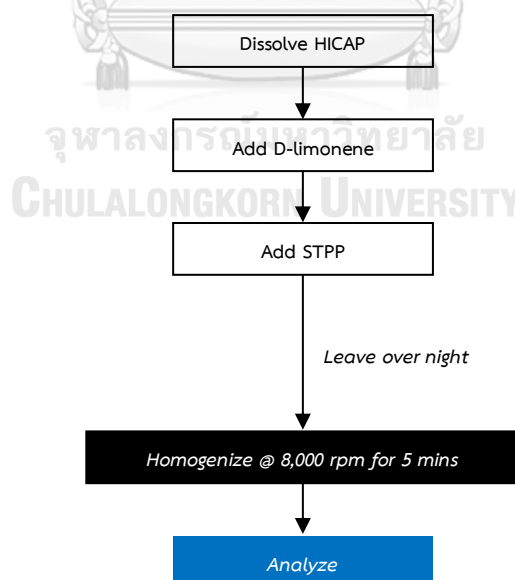 Dissolve HICAP
จุฬาลงกรณ์มหาวิทยาลัย
Add D-limonene
CHULALONGKORN UNIVERSITY
Add STPP
Leave over night
Homogenize @ 8,000 rpm for 5 mins
Analyze